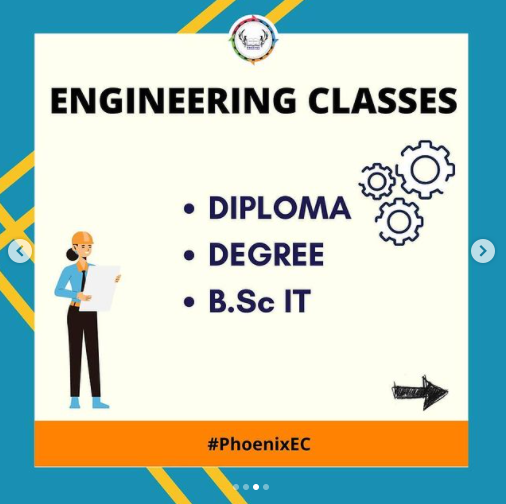 ENGINEERING CLASSES
• DIPLOMA
• DEGREE
• B.Sc IT
#PhoenixEC